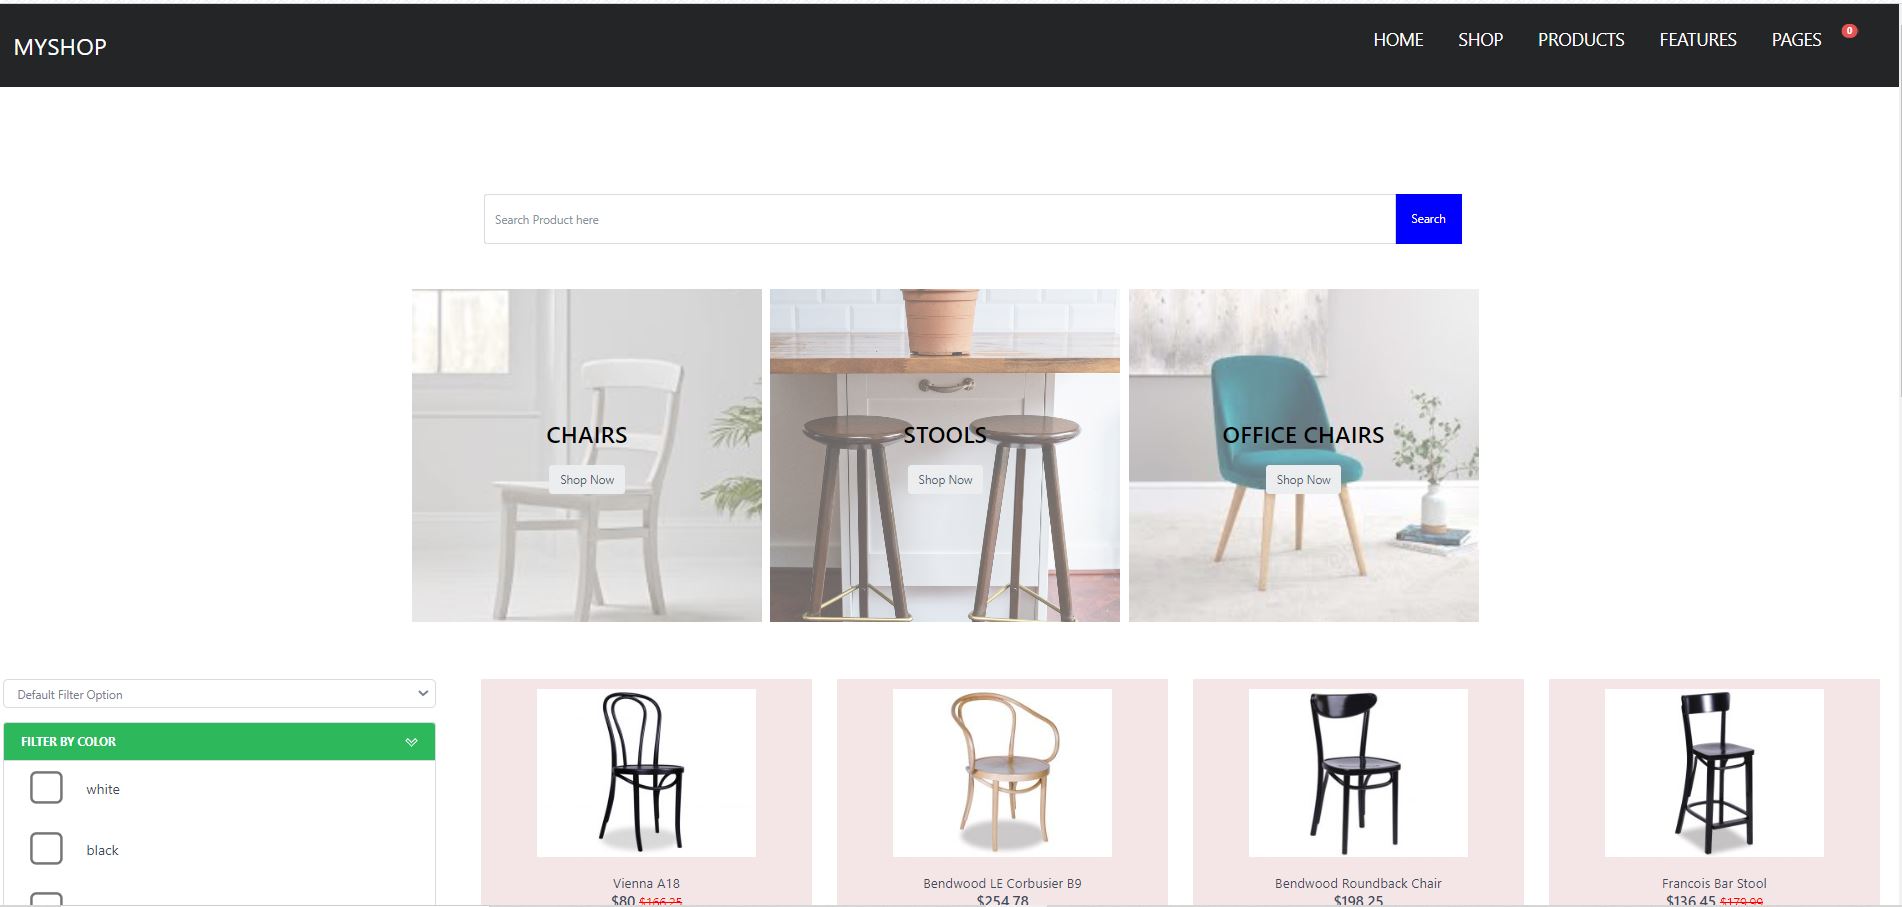 MYSHOP
HOME SHOP PRODUCTS FEATURES PAGES 0
Search Product here Search
CHAIRS STOOLS OFFICE CHAIRS
Shop Now Shop Now Shop Now
Default Filter Option
FILTER BY COLOR
white
black
Vienna A18 Bendwood LE Corbusier B9 Bendwood Roundback Chair Francois Bar Stool
$80 $166.25 $254.78 $198.25 $136.45 $179.99